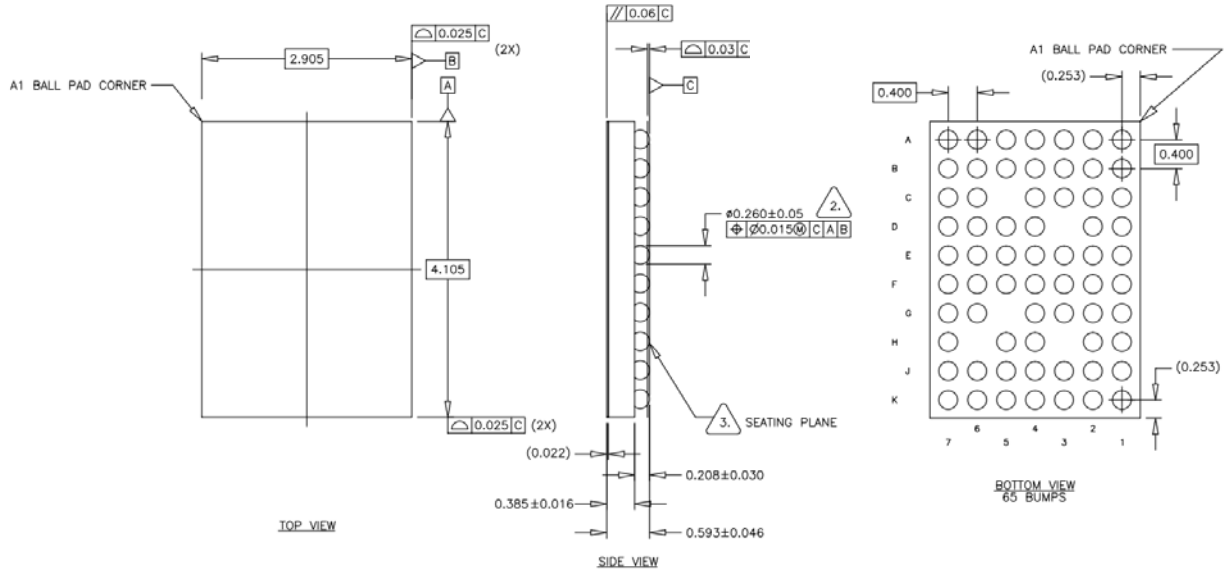 ⌓ 0.025 C
(2X)
2.905
B
A
A1 BALL PAD CORNER
4.105
⌓ 0.025 C (2X)
TOP VIEW
// 0.06 C
⌓ 0.03 C
C
2.
ø0.260±0.05
⌖ Ø0.015Ⓜ C A B
3. SEATING PLANE
(0.022)
0.208±0.030
0.385±0.016
0.593±0.046
SIDE VIEW
A1 BALL PAD CORNER
(0.253)
0.400
0.400
A
B
C
D
E
F
G
H
J
K
(0.253)
7 6 5 4 3 2 1
BOTTOM VIEW
65 BUMPS